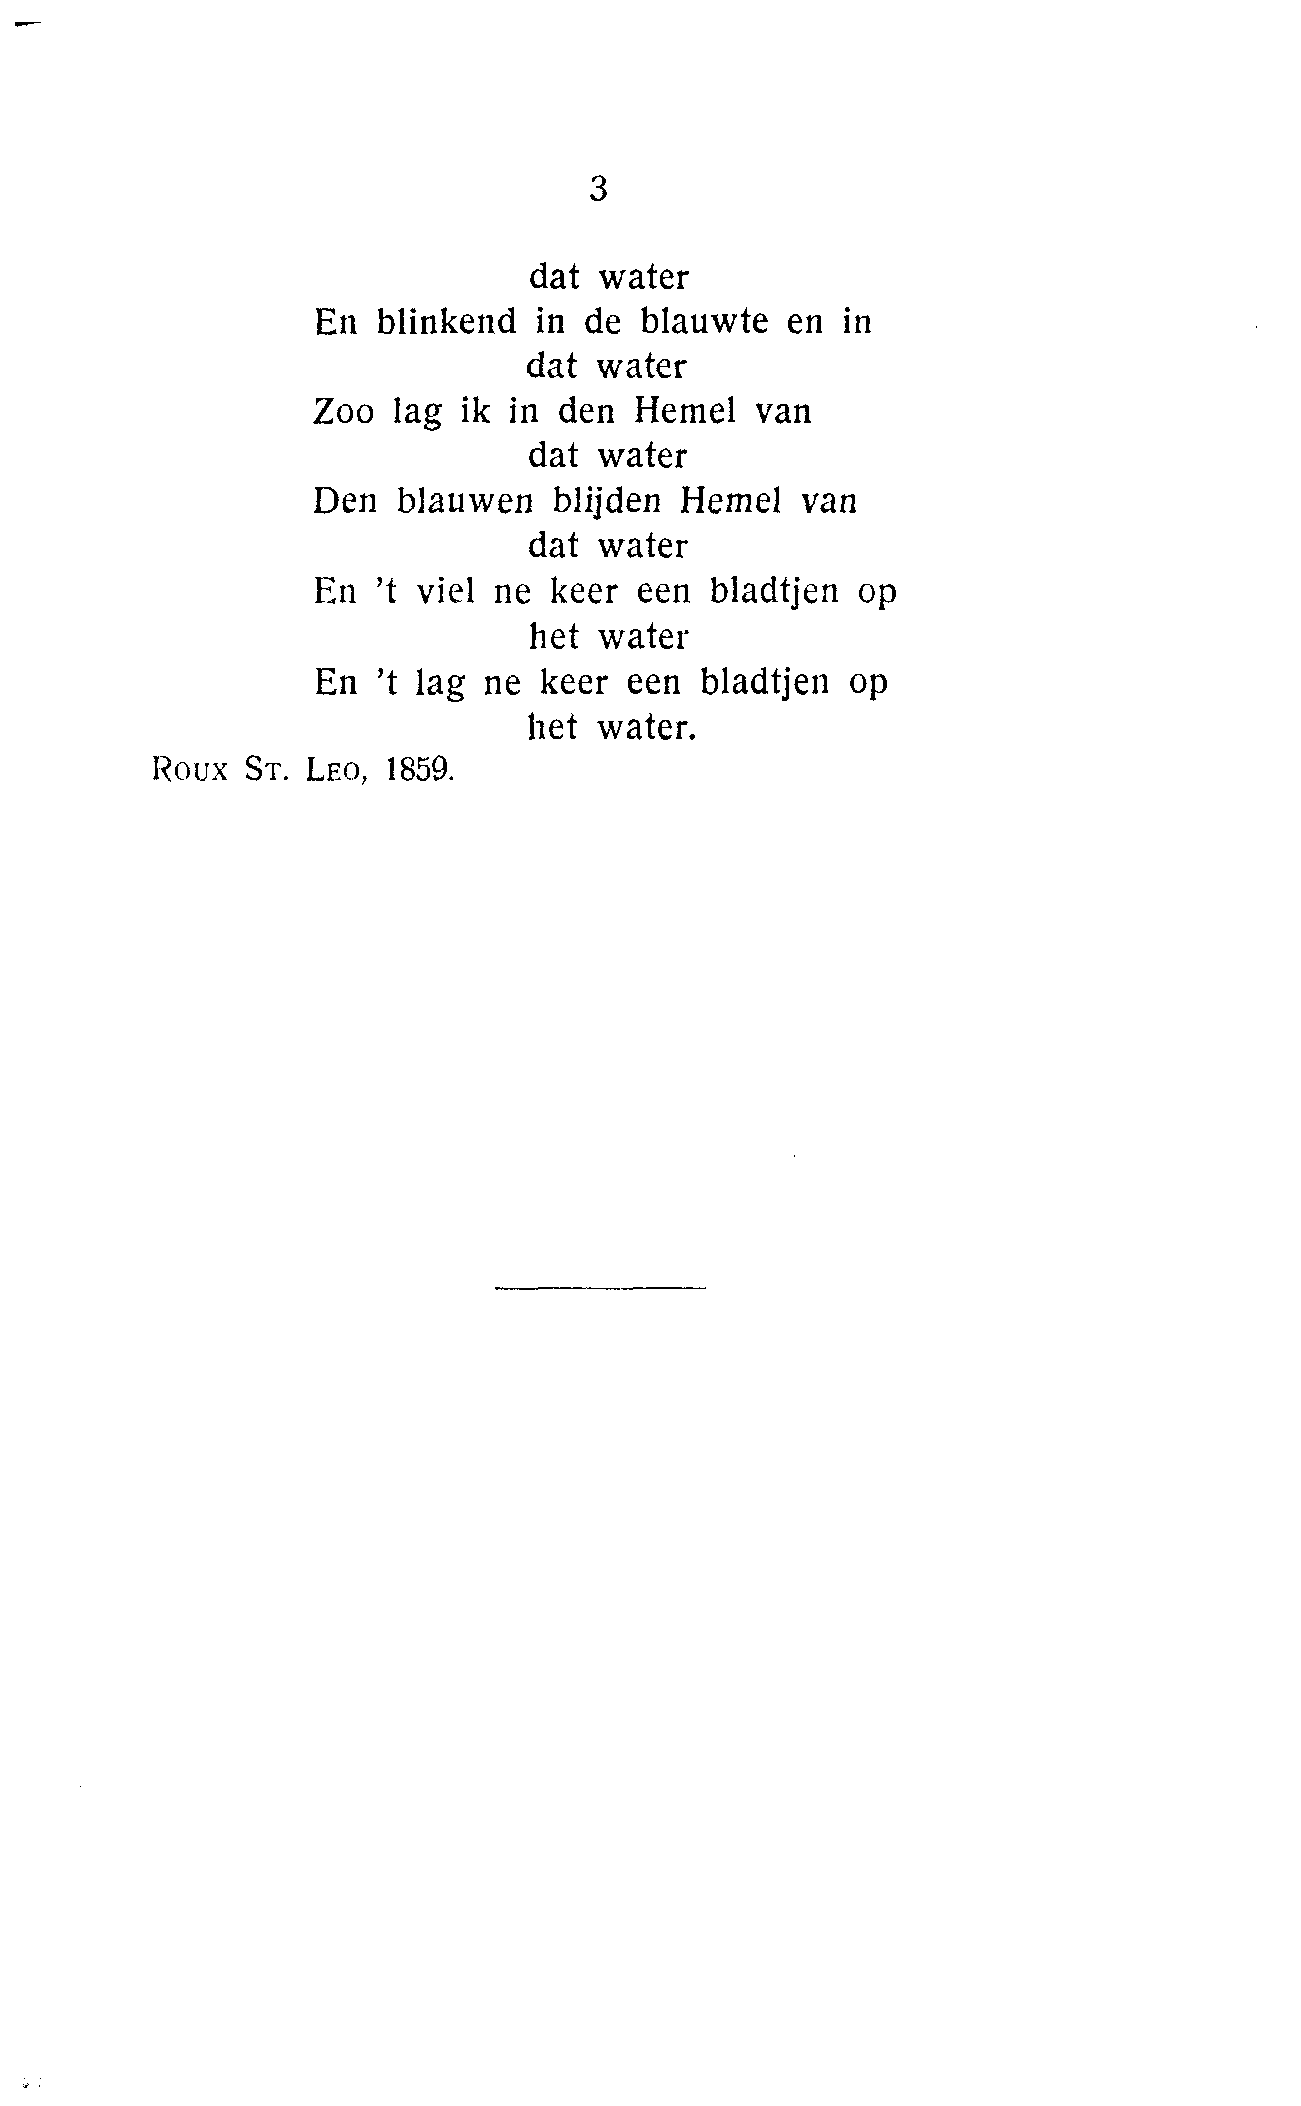 3
dat water
En blinkend in de blauwte en in
dat water
Zoo lag ik in den Hemel van
dat water
Den blauwen blijden Hemel van
dat water
En 't viel ne keer een bladtjen op
het water
En 't lag ne keer een bladtjen op
het water.
ROUX ST. LEO, 1859.